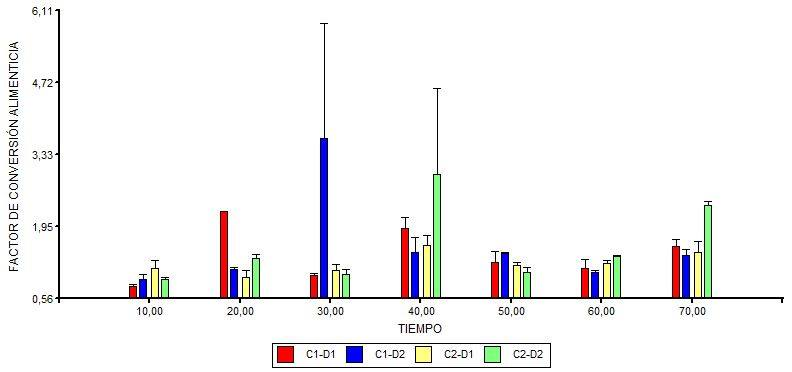 FACTOR DE CONVERSIÓN ALIMENTICIA
6,11
4,72
3,33
1,95
0,56
10,00 20,00 30,00 40,00 50,00 60,00 70,00
TIEMPO
C1-D1 C1-D2 C2-D1 C2-D2